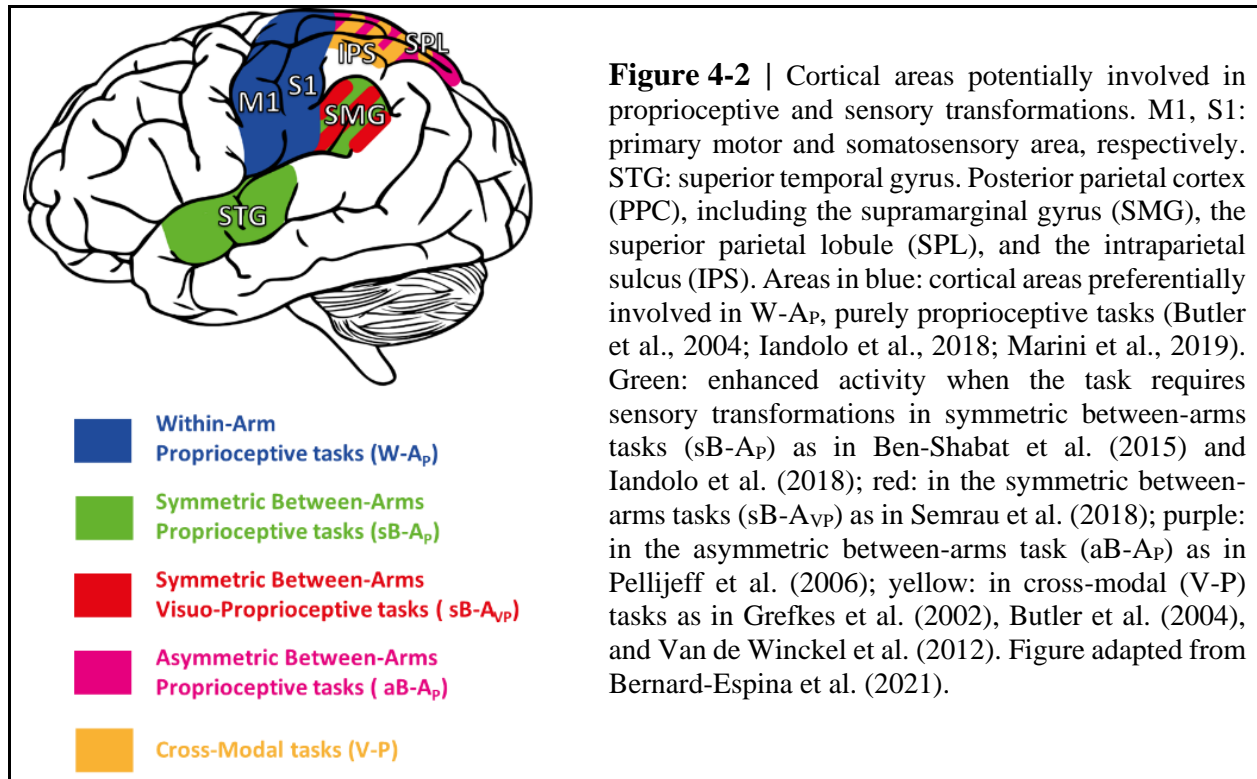 M1
S1
IPS
SPL
SMG
STG
Within-Arm
Proprioceptive tasks (W-Aₚ)
Symmetric Between-Arms
Proprioceptive tasks (sB-Aₚ)
Symmetric Between-Arms
Visuo-Proprioceptive tasks ( sB-A_VP)
Asymmetric Between-Arms
Proprioceptive tasks ( aB-Aₚ)
Cross-Modal tasks (V-P)
Figure 4-2 | Cortical areas potentially involved in
proprioceptive and sensory transformations. M1, S1:
primary motor and somatosensory area, respectively.
STG: superior temporal gyrus. Posterior parietal cortex
(PPC), including the supramarginal gyrus (SMG), the
superior parietal lobule (SPL), and the intraparietal
sulcus (IPS). Areas in blue: cortical areas preferentially
involved in W-Aₚ, purely proprioceptive tasks (Butler
et al., 2004; Iandolo et al., 2018; Marini et al., 2019).
Green: enhanced activity when the task requires
sensory transformations in symmetric between-arms
tasks (sB-Aₚ) as in Ben-Shabat et al. (2015) and
Iandolo et al. (2018); red: in the symmetric between-
arms tasks (sB-A_VP) as in Semrau et al. (2018); purple:
in the asymmetric between-arms task (aB-Aₚ) as in
Pellijeff et al. (2006); yellow: in cross-modal (V-P)
tasks as in Grefkes et al. (2002), Butler et al. (2004),
and Van de Winckel et al. (2012). Figure adapted from
Bernard-Espina et al. (2021).